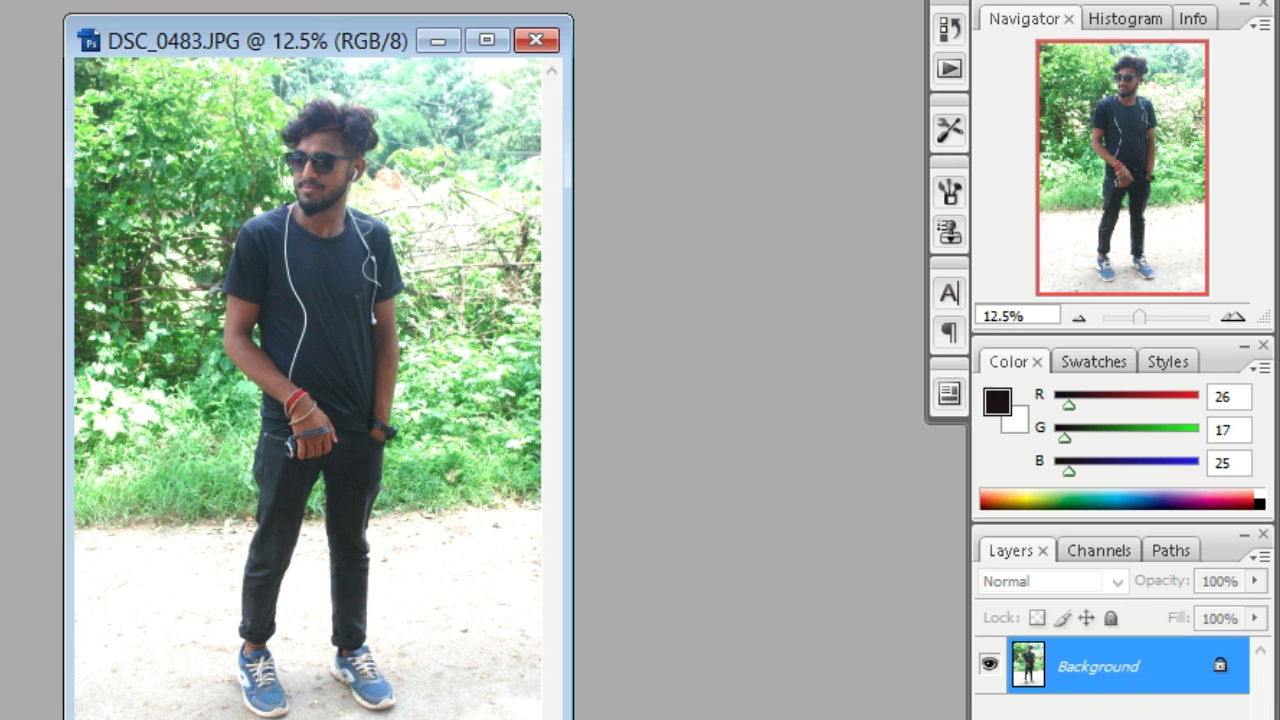 DSC_0483.JPG @ 12.5% (RGB/8)
Navigator Histogram Info
12.5%
Color Swatches Styles
R 26
G 17
B 25
Layers Channels Paths
Normal Opacity: 100%
Lock: Fill: 100%
Background